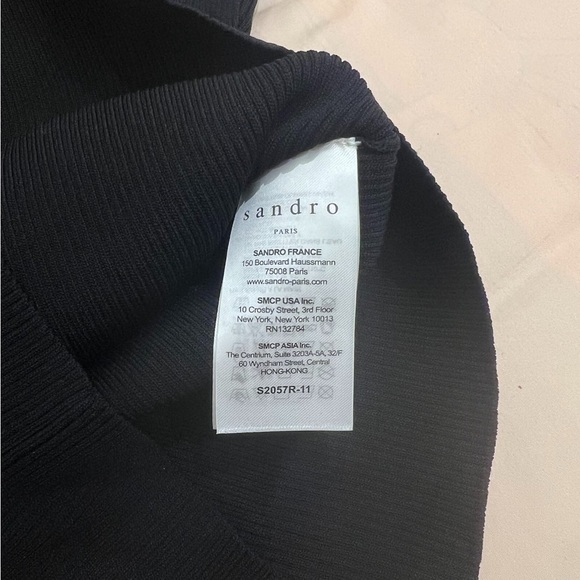 sandro
PARIS
SANDRO FRANCE
150 Boulevard Haussmann
75008 Paris
www.sandro-paris.com
SMCP USA Inc.
10 Crosby Street, 3rd Floor
New York, New York 10013
RN132784
SMCP ASIA Inc.
The Centrium, Suite 3203A-5A, 32/F
60 Wyndham Street, Central
HONG-KONG
S2057R-11